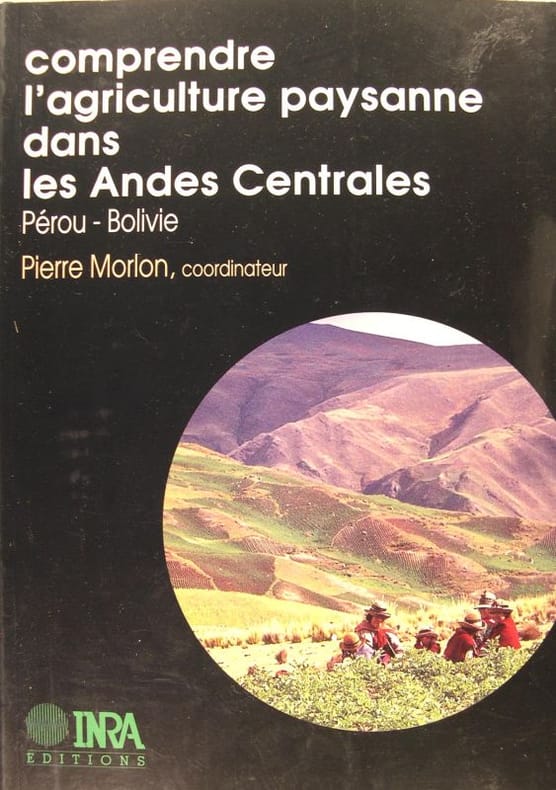 comprendre
l'agriculture paysanne
dans
les Andes Centrales
Pérou - Bolivie
Pierre Morlon, coordinateur
INRA
EDITIONS